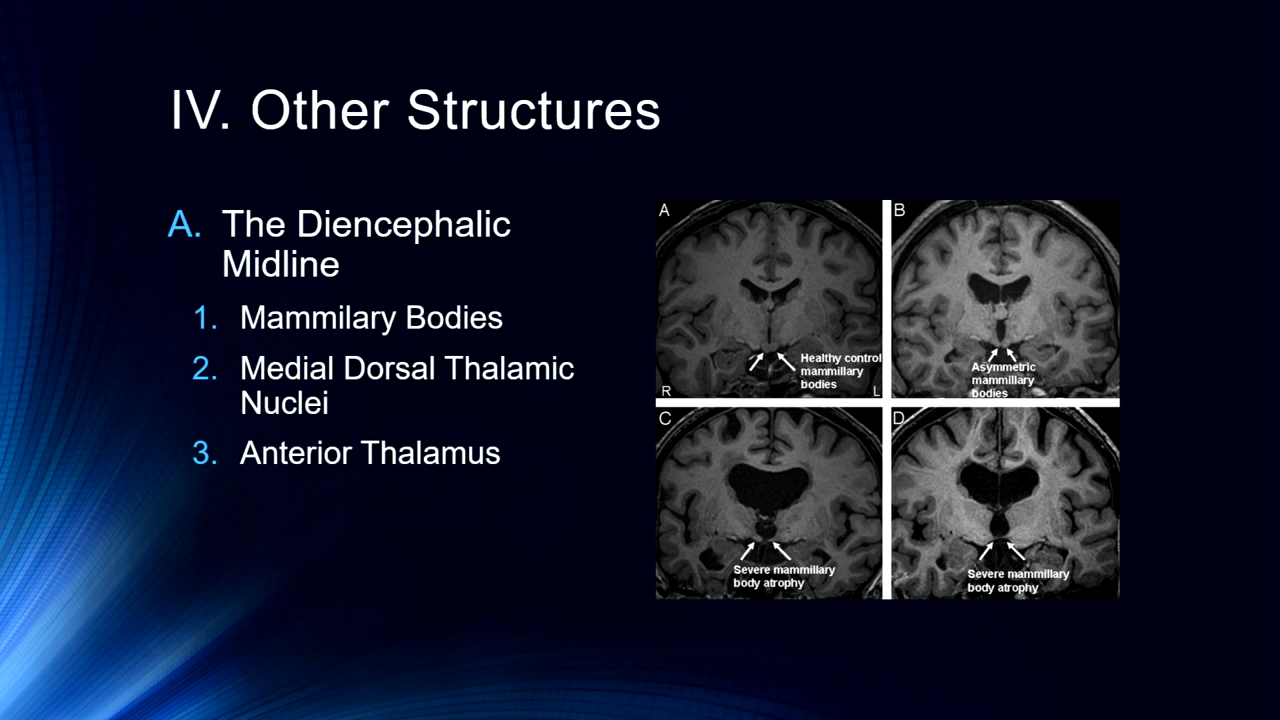 IV. Other Structures
A. The Diencephalic
Midline
1. Mammilary Bodies
2. Medial Dorsal Thalamic
Nuclei
3. Anterior Thalamus
A
Healthy control
mammillary
bodies
R
L
B
Asymmetric
mammillary
bodies
C
Severe mammillary
body atrophy
D
Severe mammillary
body atrophy